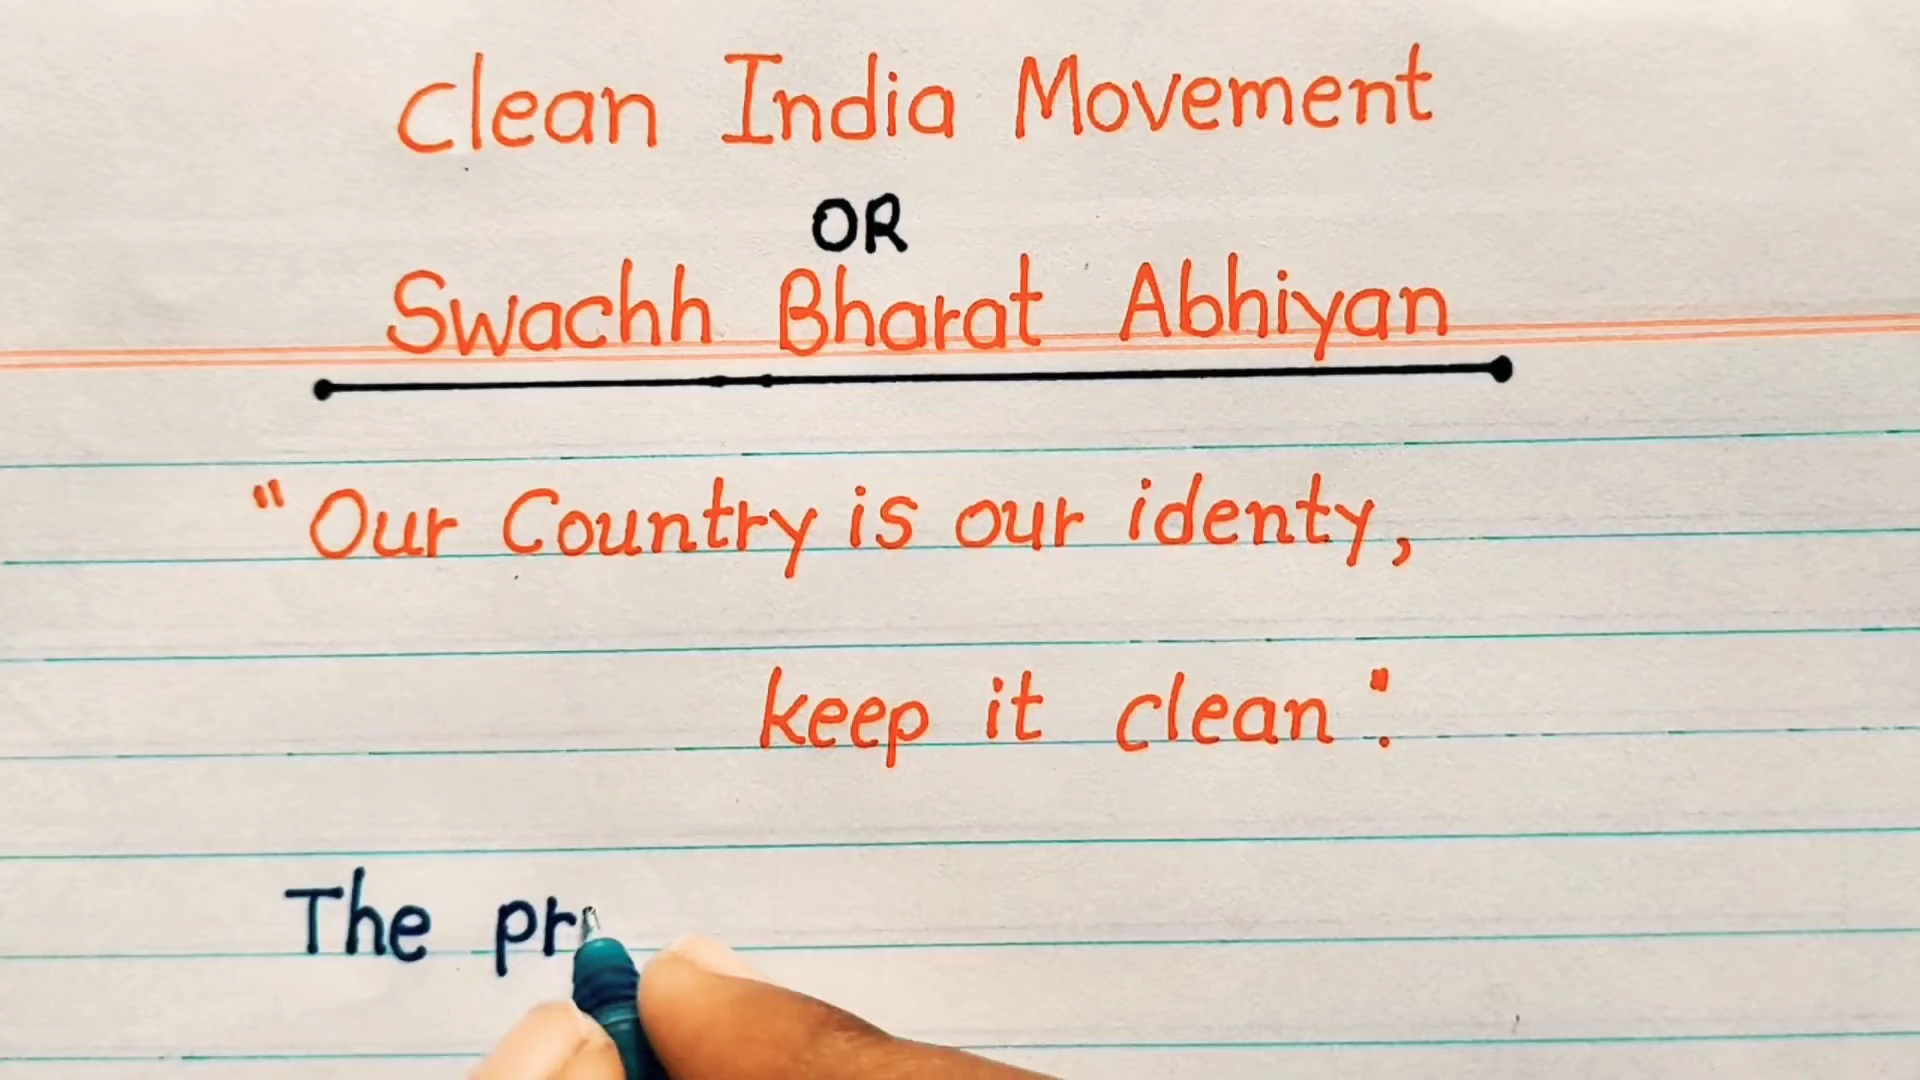 Clean India Movement
OR
Swachh Bharat Abhiyan
"Our Country is our identy,
keep it clean".
The pr